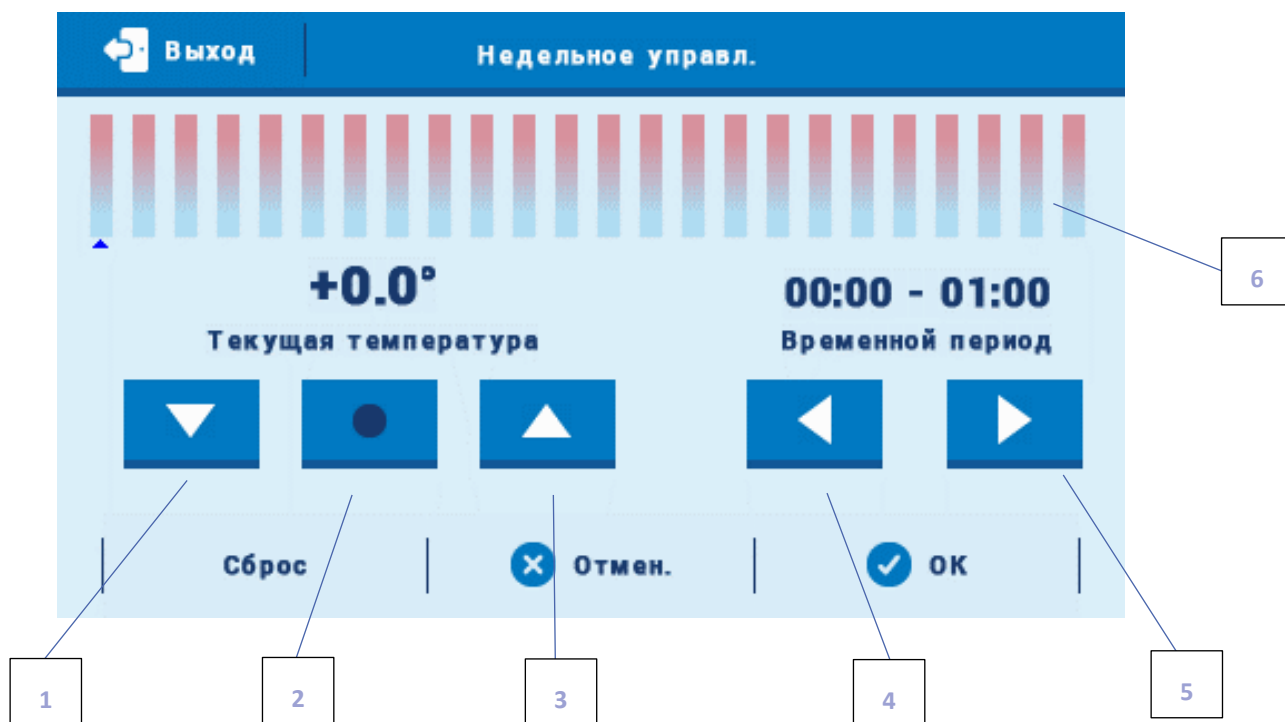 Выход
Недельное управл.
6
+0.0°
00:00 - 01:00
Текущая температура
Временной период
Сброс
Отмен.
ОК
1
2
3
4
5